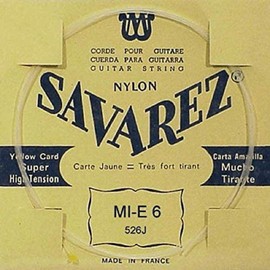 CORDE POUR GUITARE
CUERDA PARA GUITARRA
GUITAR STRING
NYLON
SAVAREZ
Yellow Card
Super
High Tension
Carte Jaune = Très fort tirant
Carta Amarilla
Mucho
Tirante
MI-E 6
526J
MADE IN FRANCE